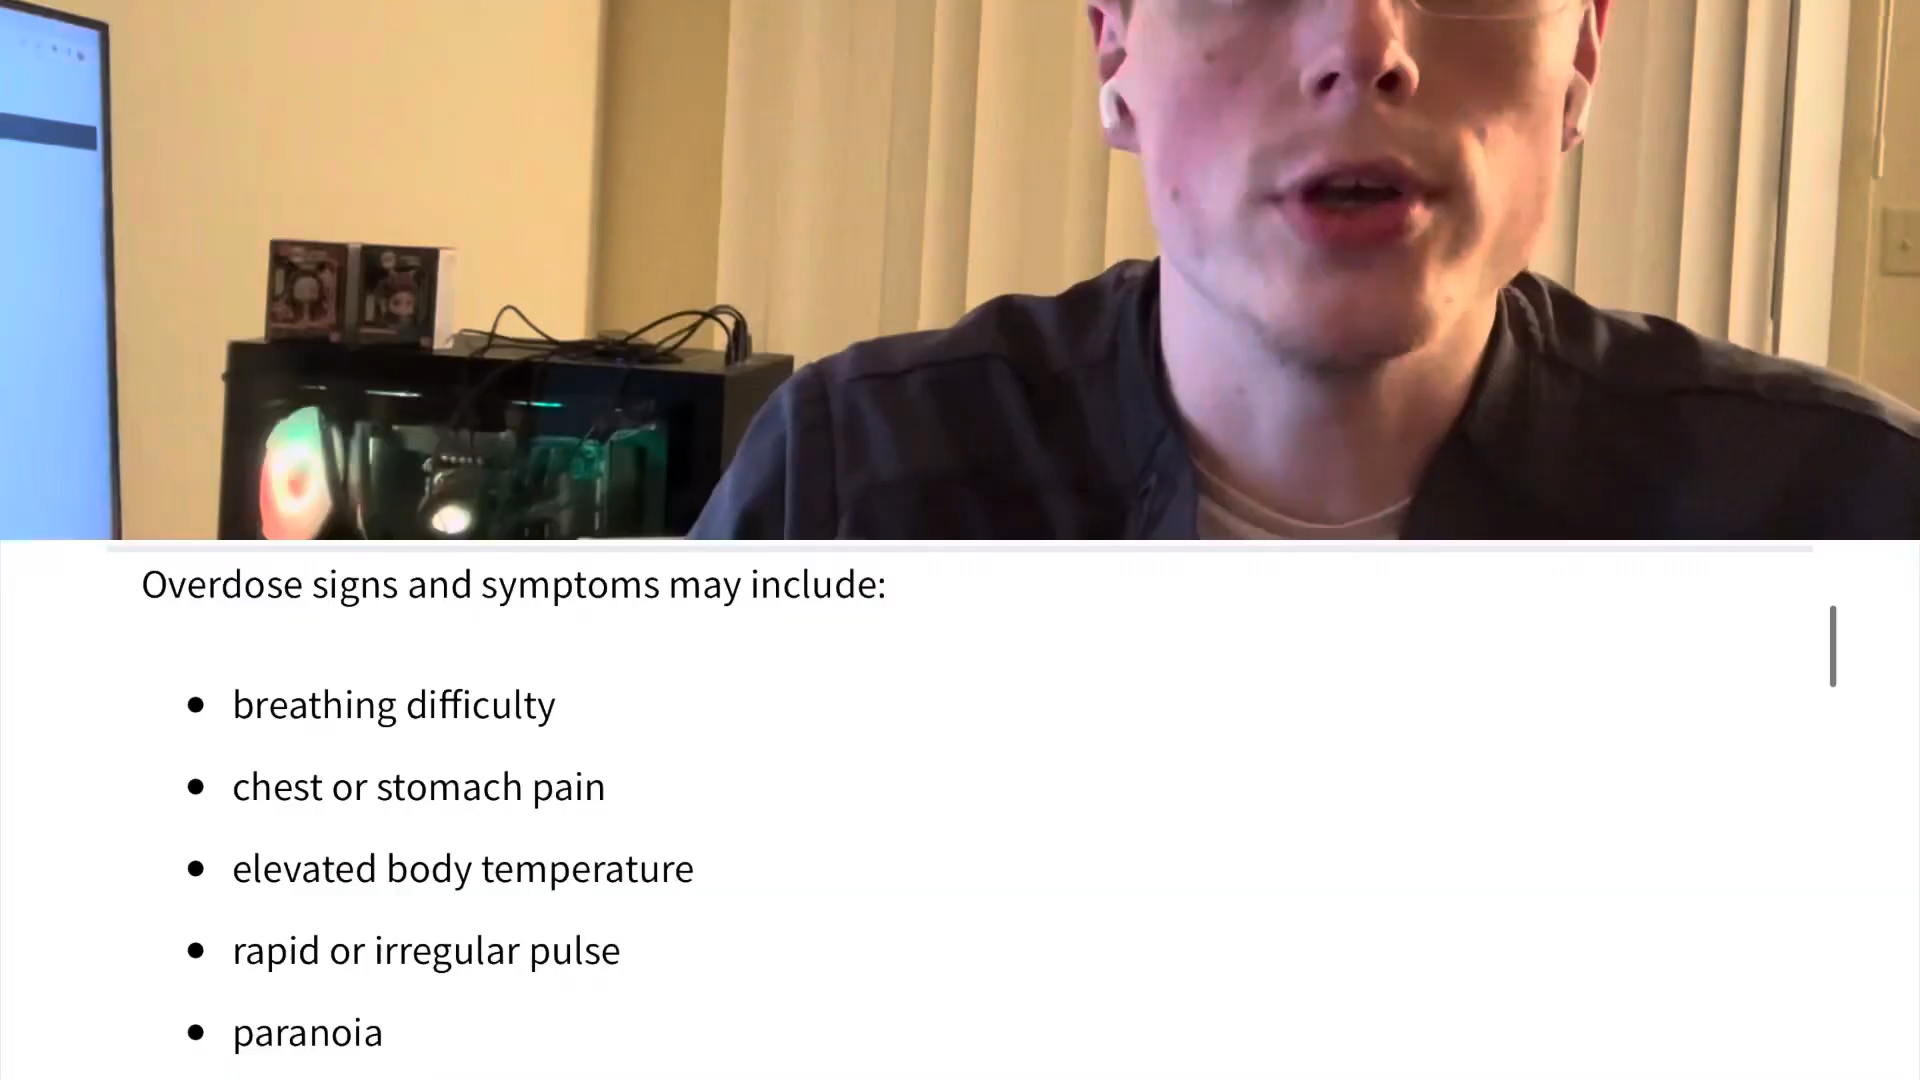 Overdose signs and symptoms may include:
breathing difficulty
chest or stomach pain
elevated body temperature
rapid or irregular pulse
paranoia